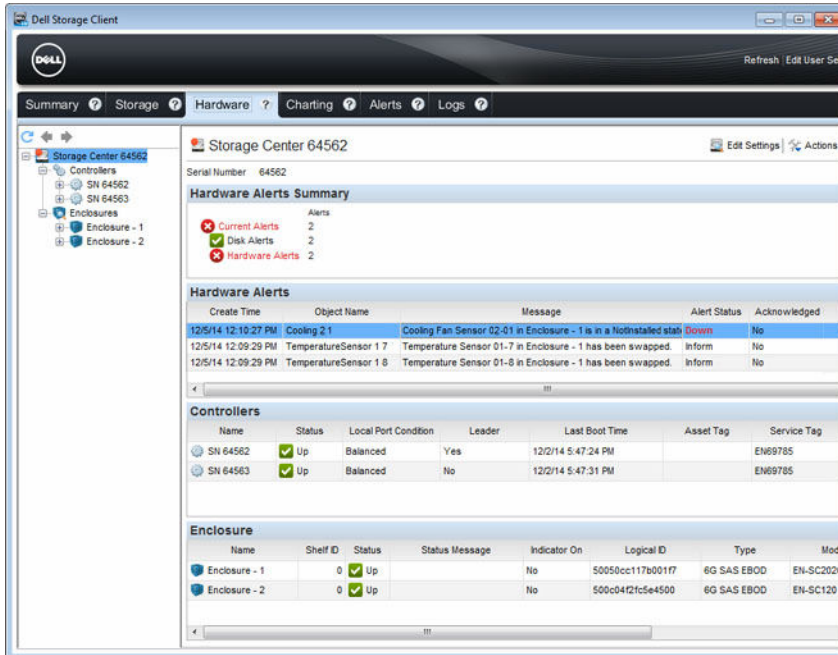 Dell Storage Client
DELL
Refresh | Edit User Se
Summary ? Storage ? Hardware ? Charting ? Alerts ? Logs ?
Storage Center 64562
Controllers
SN 64562
SN 64563
Enclosures
Enclosure - 1
Enclosure - 2
Storage Center 64562
Edit Settings | Actions
Serial Number 64562
Hardware Alerts Summary
Alerts
Current Alerts 2
Disk Alerts 2
Hardware Alerts 2
Hardware Alerts
Create Time Object Name Message Alert Status Acknowledged
12/5/14 12:10:27 PM Cooling 2 1 Cooling Fan Sensor 02-01 in Enclosure - 1 is in a NotInstalled state Down No
12/5/14 12:09:29 PM TemperatureSensor 1 7 Temperature Sensor 01-7 in Enclosure - 1 has been swapped. Inform No
12/5/14 12:09:29 PM TemperatureSensor 1 8 Temperature Sensor 01-8 in Enclosure - 1 has been swapped. Inform No
Controllers
Name Status Local Port Condition Leader Last Boot Time Asset Tag Service Tag
SN 64562 Up Balanced Yes 12/2/14 5:47:24 PM EN69785
SN 64563 Up Balanced No 12/2/14 5:47:31 PM EN69785
Enclosure
Name Shelf ID Status Status Message Indicator On Logical ID Type Mod
Enclosure - 1 0 Up No 50050cc117b001f7 6G SAS EBOD EN-SC202
Enclosure - 2 0 Up No 500c04f2fc5e4500 6G SAS EBOD EN-SC120